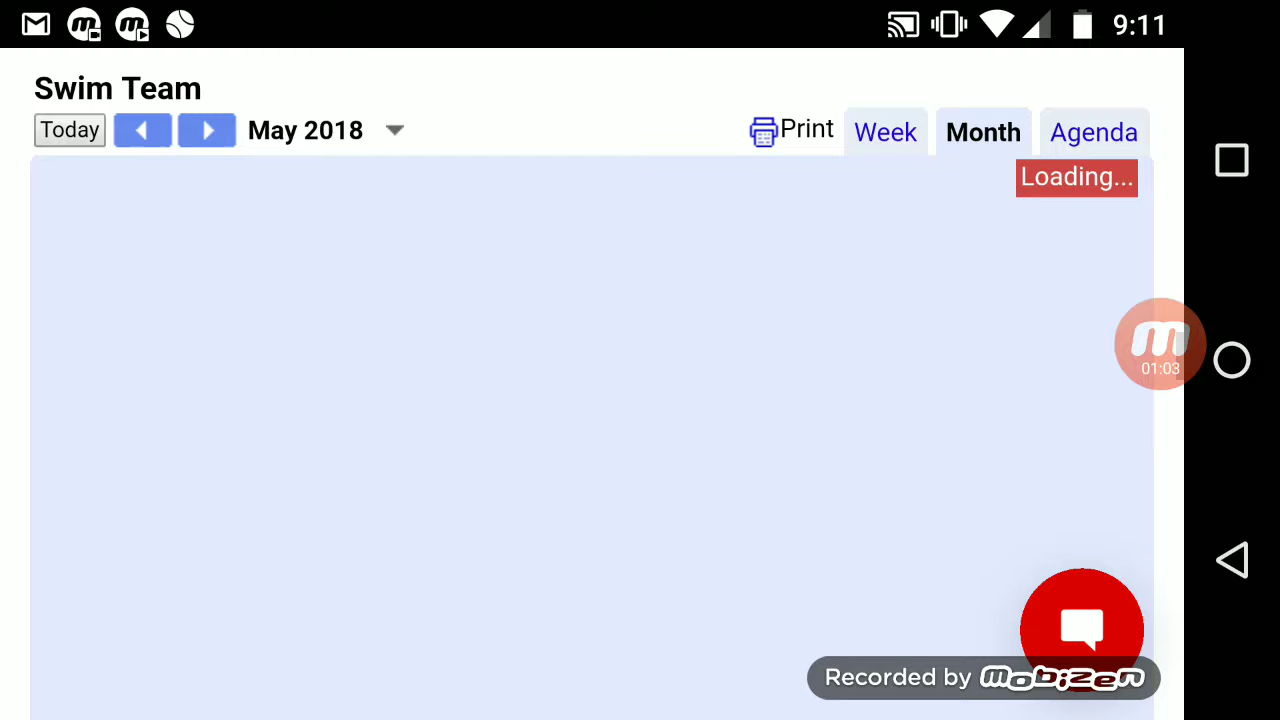 9:11
Swim Team
Today
May 2018
Print
Week
Month
Agenda
Loading...
01:03
Recorded by mobizen